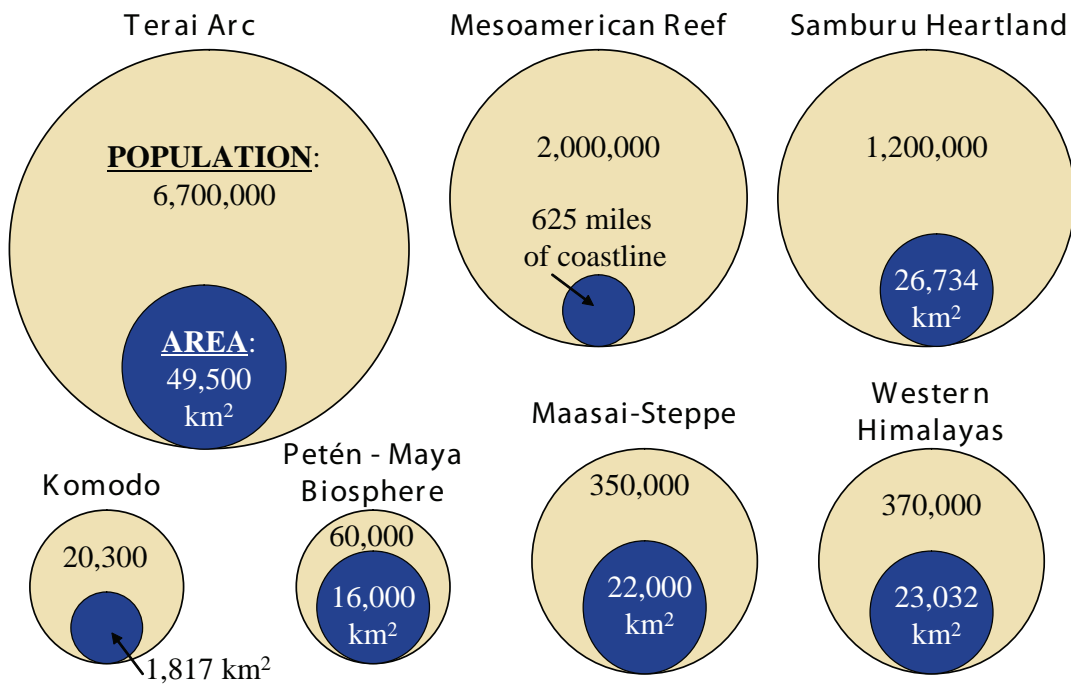 Terai Arc
POPULATION:
6,700,000
AREA:
49,500
km²
Mesoamerican Reef
2,000,000
625 miles
of coastline
Samburu Heartland
1,200,000
26,734
km²
Komodo
20,300
1,817 km²
Petén - Maya
Biosphere
60,000
16,000
km²
Maasai-Steppe
350,000
22,000
km²
Western
Himalayas
370,000
23,032
km²